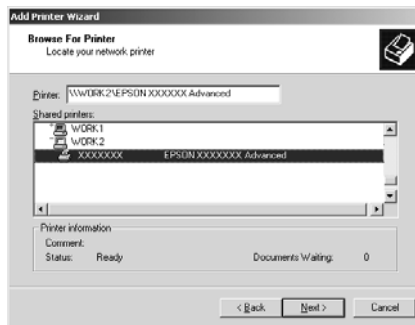 Add Printer Wizard
Browse For Printer
Locate your network printer
Printer: \\WORK2\EPSON XXXXXX Advanced
Shared printers:
WORK1
WORK2
XXXXXXX EPSON XXXXXXX Advanced
Printer information
Comment:
Status: Ready Documents Waiting: 0
< Back Next > Cancel